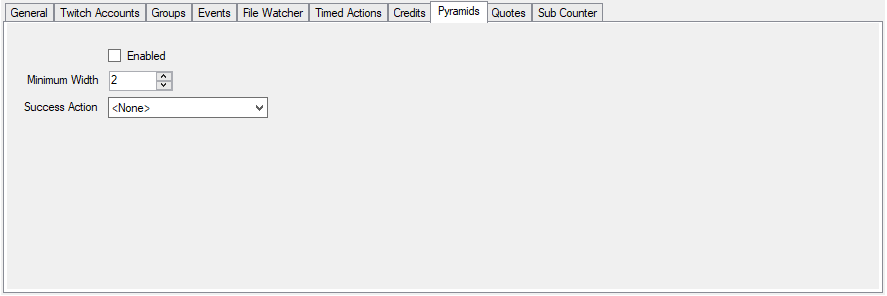 General Twitch Accounts Groups Events File Watcher Timed Actions Credits Pyramids Quotes Sub Counter
Enabled
Minimum Width 2
Success Action <None>